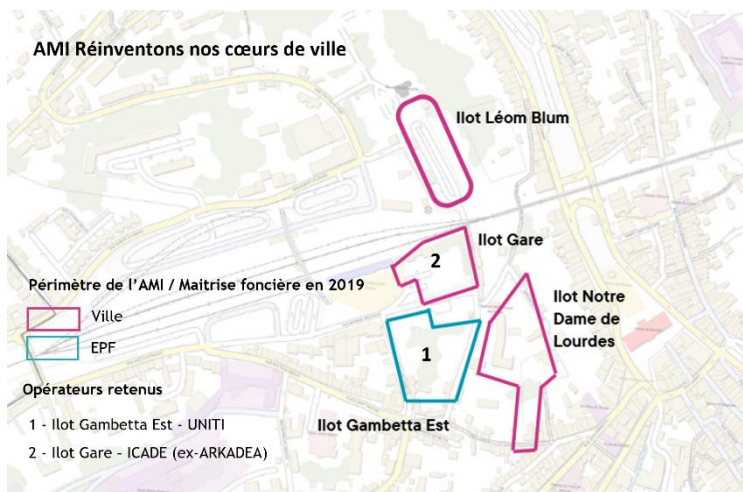 AMI Réinventons nos cœurs de ville
Ilot Léom Blum
Ilot Gare
2
Périmètre de l'AMI / Maitrise foncière en 2019
Ville
EPF
Ilot Notre
Dame de
Lourdes
1
Opérateurs retenus
Ilot Gambetta Est
1 - Ilot Gambetta Est - UNITI
2 - Ilot Gare - ICADE (ex-ARKADEA)